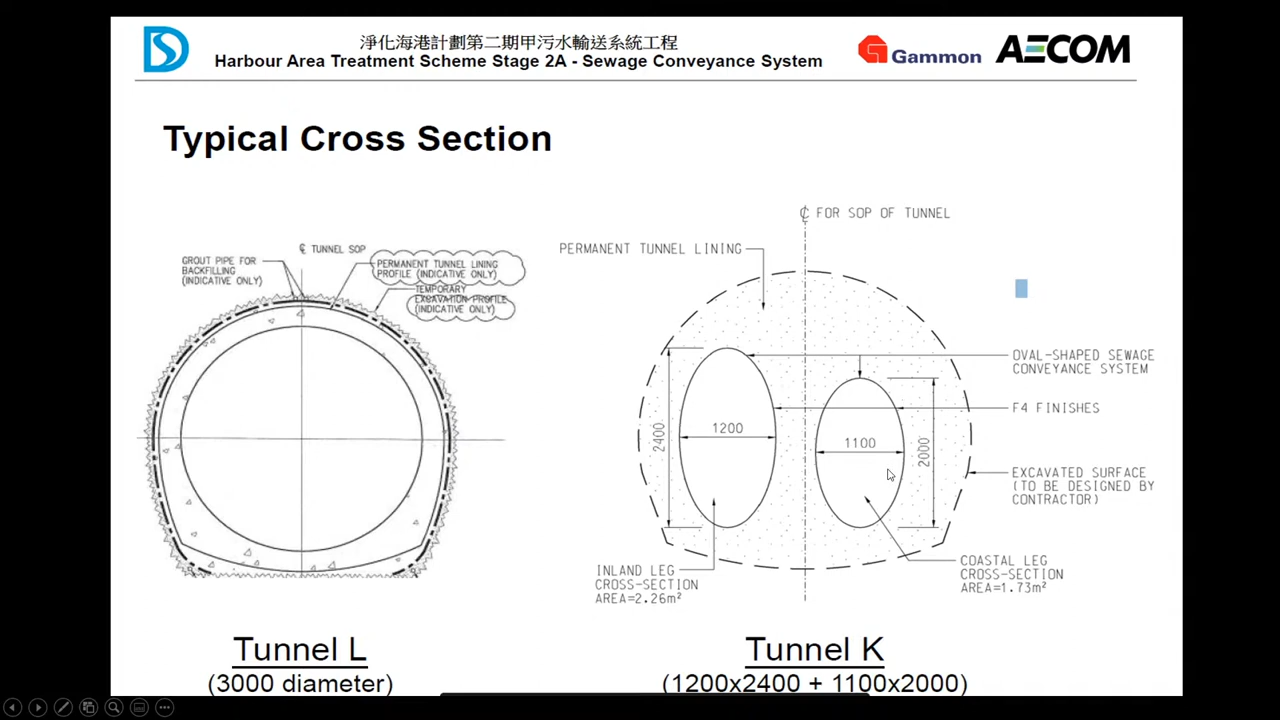 淨化海港計劃第二期甲污水輸送系統工程
Harbour Area Treatment Scheme Stage 2A - Sewage Conveyance System
Gammon
AECOM
Typical Cross Section
℄ TUNNEL SOP
GROUT PIPE FOR
BACKFILLING
(INDICATIVE ONLY)
PERMANENT TUNNEL LINING
PROFILE (INDICATIVE ONLY)
TEMPORARY
EXCAVATION PROFILE
(INDICATIVE ONLY)
℄ FOR SOP OF TUNNEL
PERMANENT TUNNEL LINING
OVAL-SHAPED SEWAGE
CONVEYANCE SYSTEM
F4 FINISHES
2400
1200
1100
2000
EXCAVATED SURFACE
(TO BE DESIGNED BY
CONTRACTOR)
INLAND LEG
CROSS-SECTION
AREA=2.26m²
COASTAL LEG
CROSS-SECTION
AREA=1.73m²
Tunnel L
(3000 diameter)
Tunnel K
(1200x2400 + 1100x2000)